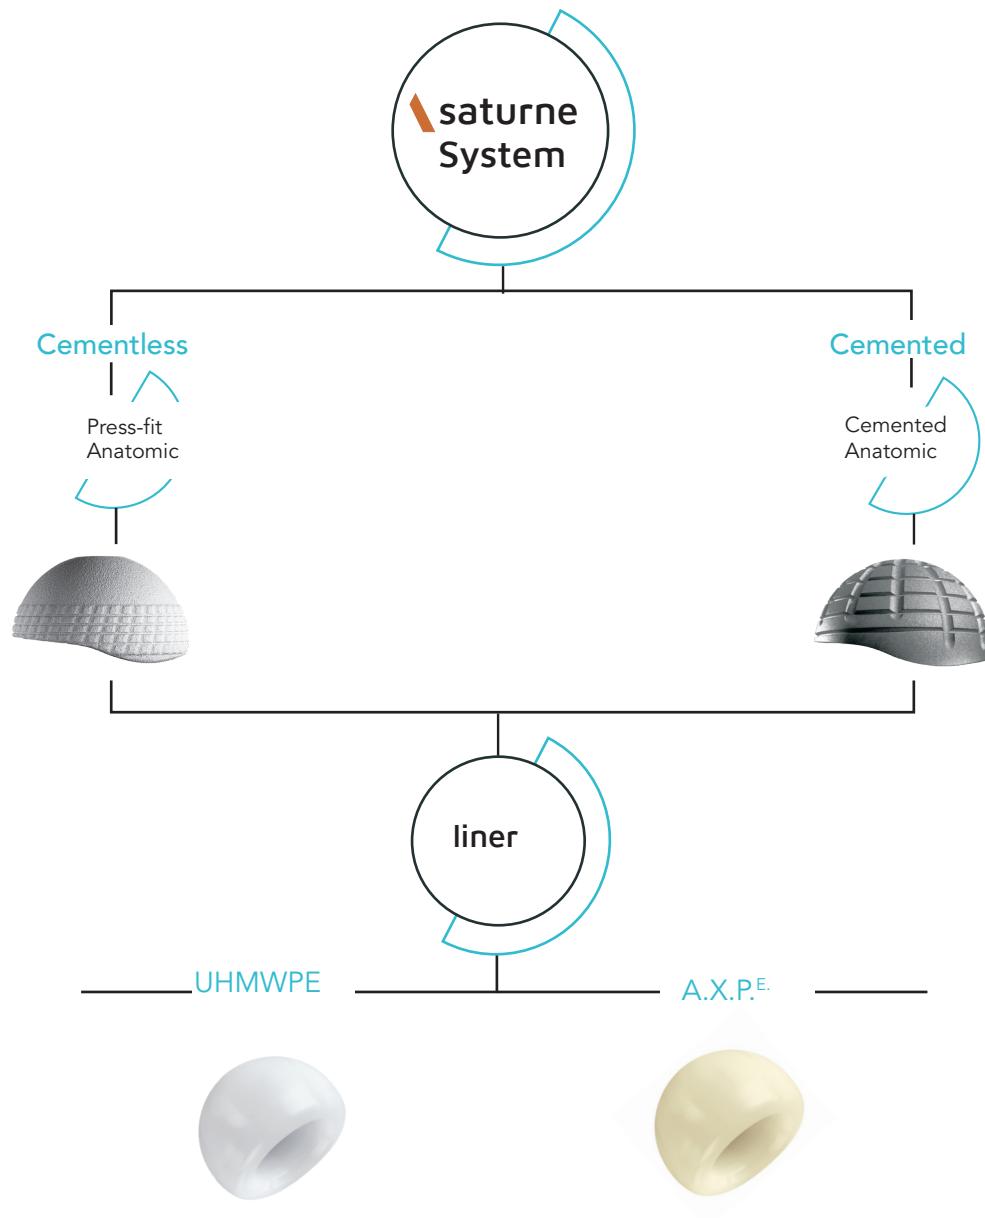 saturne
System
Cementless
Cemented
Press-fit
Anatomic
Cemented
Anatomic
liner
UHMWPE
A.X.P.E.